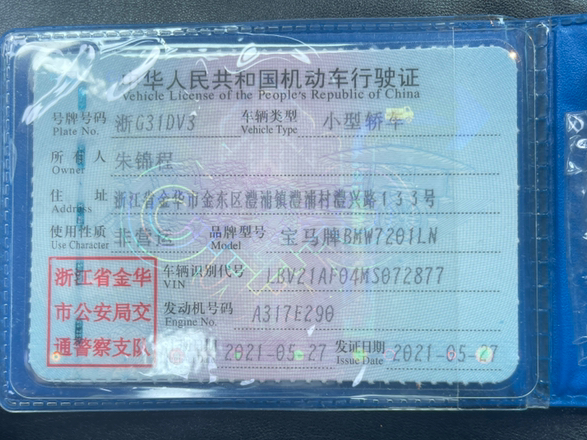 中华人民共和国机动车行驶证
Vehicle License of the People's Republic of China
号牌号码 浙G31DV3 车辆类型 小型轿车
Plate No. Vehicle Type
所有人 朱锦程
Owner
住址 浙江省金华市金东区澧浦镇澧浦村澧兴路133号
Address
使用性质 非营运 品牌型号 宝马牌BMW7201LN
Use Character Model
浙江省金华
市公安局交
通警察支队
车辆识别代号 LBV21AF04MS072877
VIN
发动机号码 A317E290
Engine No.
2021-05-27 发证日期 2021-05-27
Issue Date